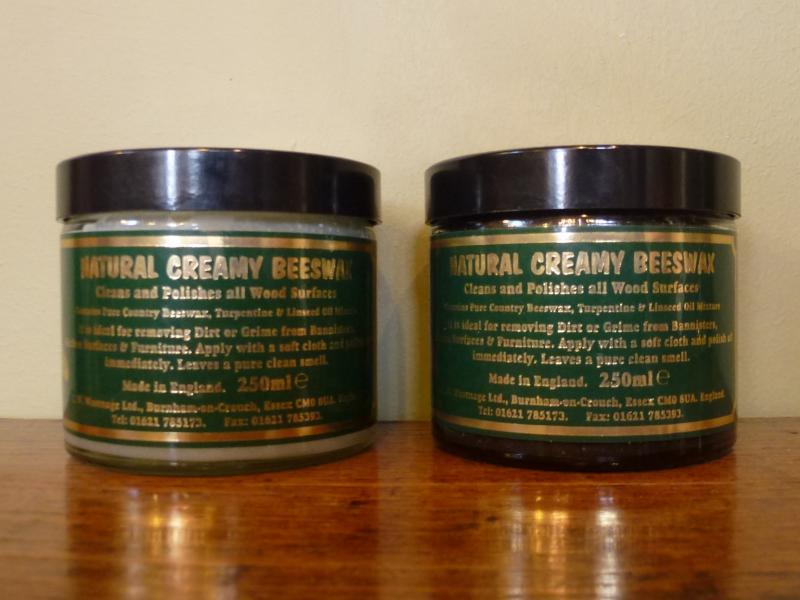 NATURAL CREAMY BEESWAX
Cleans and Polishes all Wood Surfaces
Contains Pure Country Beeswax, Turpentine & Linseed Oil Mixture
It is ideal for removing Dirt or Grime from Bannisters,
Surfaces & Furniture. Apply with a soft cloth and polish
immediately. Leaves a pure clean smell.
Made in England. 250ml ℮
Ltd., Burnham-on-Crouch, Essex CM0 8UA. England
Tel: 01621 785173. Fax: 01621 785393.
NATURAL CREAMY BEESWAX
Cleans and Polishes all Wood Surfaces
Contains Pure Country Beeswax, Turpentine & Linseed Oil Mixture
It is ideal for removing Dirt or Grime from Bannisters,
Surfaces & Furniture. Apply with a soft cloth and polish off
immediately. Leaves a pure clean smell.
Made in England. 250ml ℮
Ltd., Burnham-on-Crouch, Essex CM0 8UA. England
Tel: 01621 785173. Fax: 01621 785393.